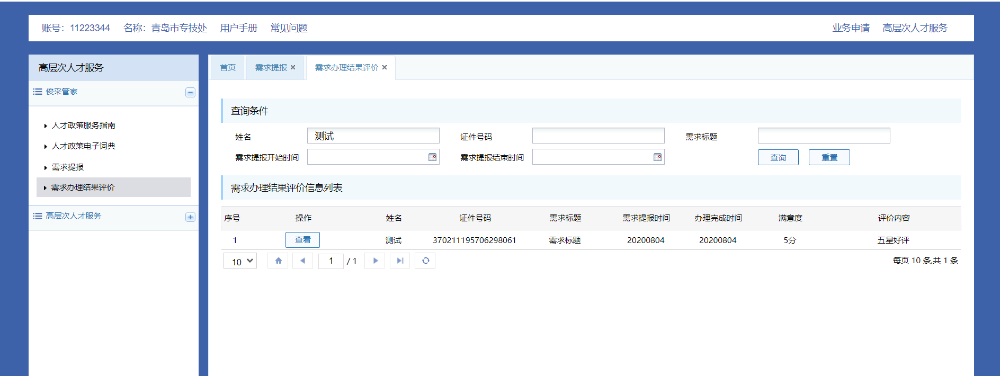 账号：11223344 名称：青岛市专技处 用户手册 常见问题 业务申请 高层次人才服务
高层次人才服务
俊采管家
人才政策服务指南
人才政策电子词典
需求提报
需求办理结果评价
高层次人才服务
首页 需求提报 × 需求办理结果评价 ×
查询条件
姓名 测试 证件号码 需求标题
需求提报开始时间 需求提报结束时间 查询 重置
需求办理结果评价信息列表
序号 操作 姓名 证件号码 需求标题 需求提报时间 办理完成时间 满意度 评价内容
1 查看 测试 370211195706298061 需求标题 20200804 20200804 5分 五星好评
10 1 / 1 每页 10 条,共 1 条